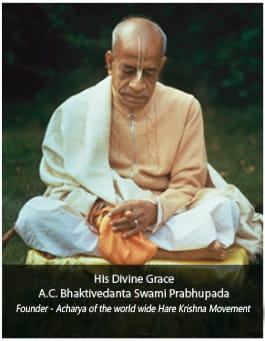 His Divine Grace
A.C. Bhaktivedanta Swami Prabhupada
Founder - Acharya of the world wide Hare Krishna Movement